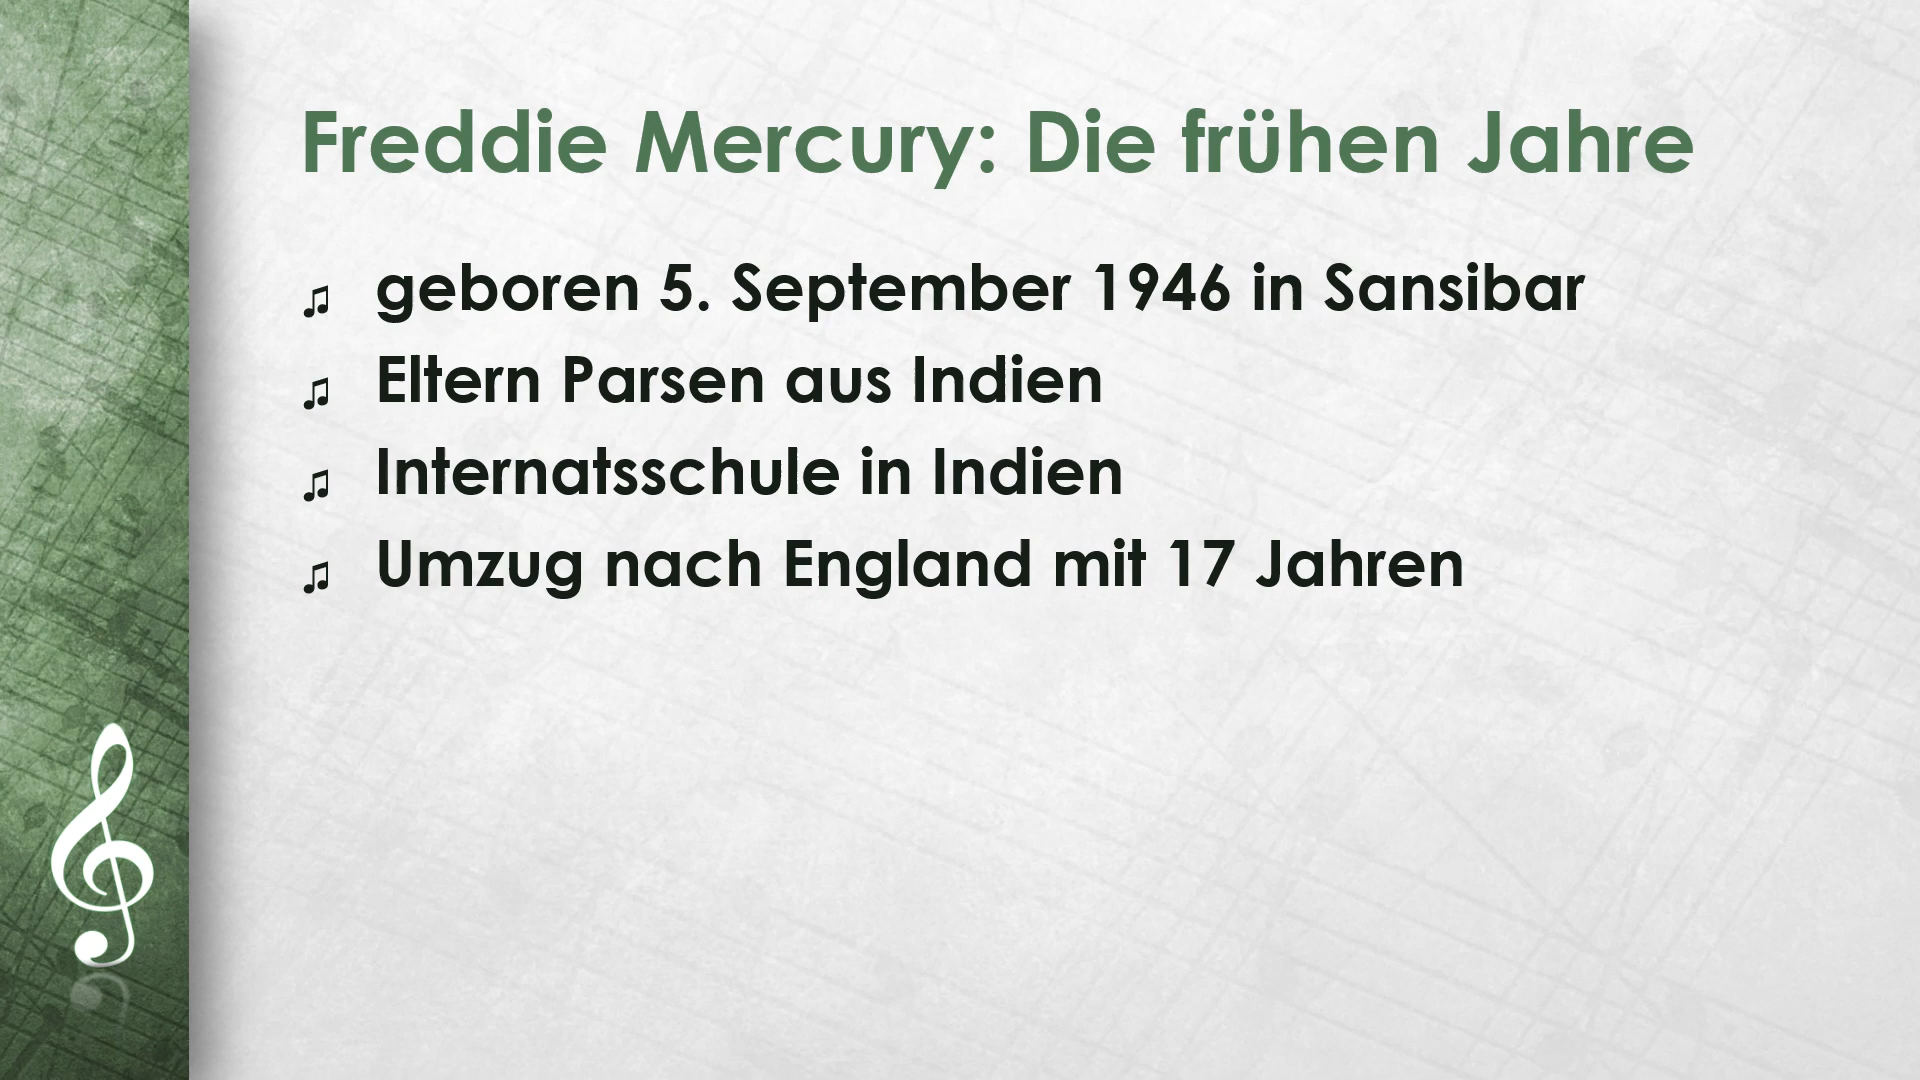 Freddie Mercury: Die frühen Jahre
♫ geboren 5. September 1946 in Sansibar
♫ Eltern Parsen aus Indien
♫ Internatsschule in Indien
♫ Umzug nach England mit 17 Jahren